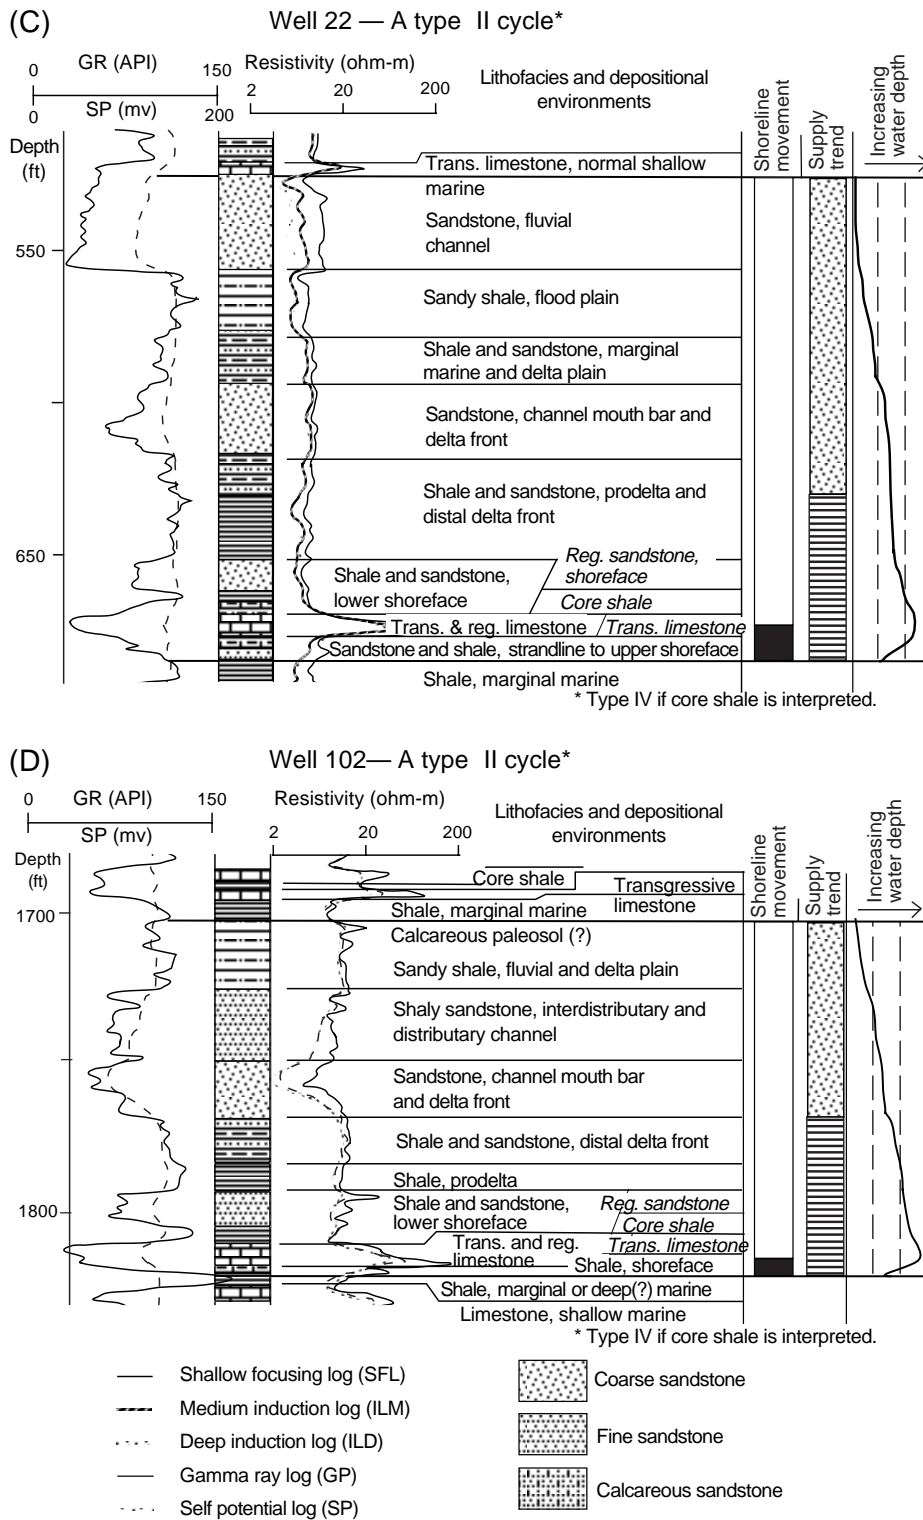 (C)
Well 22 — A type II cycle*
0 GR (API) 150
Resistivity (ohm-m)
2 20 200
SP (mv)
0 200
Lithofacies and depositional
environments
Shoreline
movement
Supply
trend
Increasing
water depth
Depth
(ft)
Trans. limestone, normal shallow
marine
Sandstone, fluvial
channel
550
Sandy shale, flood plain
Shale and sandstone, marginal
marine and delta plain
Sandstone, channel mouth bar and
delta front
Shale and sandstone, prodelta and
distal delta front
650
Reg. sandstone,
shoreface
Shale and sandstone,
lower shoreface
Core shale
Trans. & reg. limestone
Trans. limestone
Sandstone and shale, strandline to upper shoreface
Shale, marginal marine
* Type IV if core shale is interpreted.
(D)
Well 102— A type II cycle*
0 GR (API) 150
Resistivity (ohm-m)
SP (mv)
2 20 200
Lithofacies and depositional
environments
Shoreline
movement
Supply
trend
Increasing
water depth
Depth
(ft)
Core shale
Transgressive
limestone
1700
Shale, marginal marine
Calcareous paleosol (?)
Sandy shale, fluvial and delta plain
Shaly sandstone, interdistributary and
distributary channel
Sandstone, channel mouth bar
and delta front
Shale and sandstone, distal delta front
Shale, prodelta
1800
Shale and sandstone,
lower shoreface
Reg. sandstone
Core shale
Trans. and reg.
limestone
Trans. limestone
Shale, shoreface
Shale, marginal or deep(?) marine
Limestone, shallow marine
* Type IV if core shale is interpreted.
Shallow focusing log (SFL)
Medium induction log (ILM)
Deep induction log (ILD)
Gamma ray log (GP)
Self potential log (SP)
Coarse sandstone
Fine sandstone
Calcareous sandstone